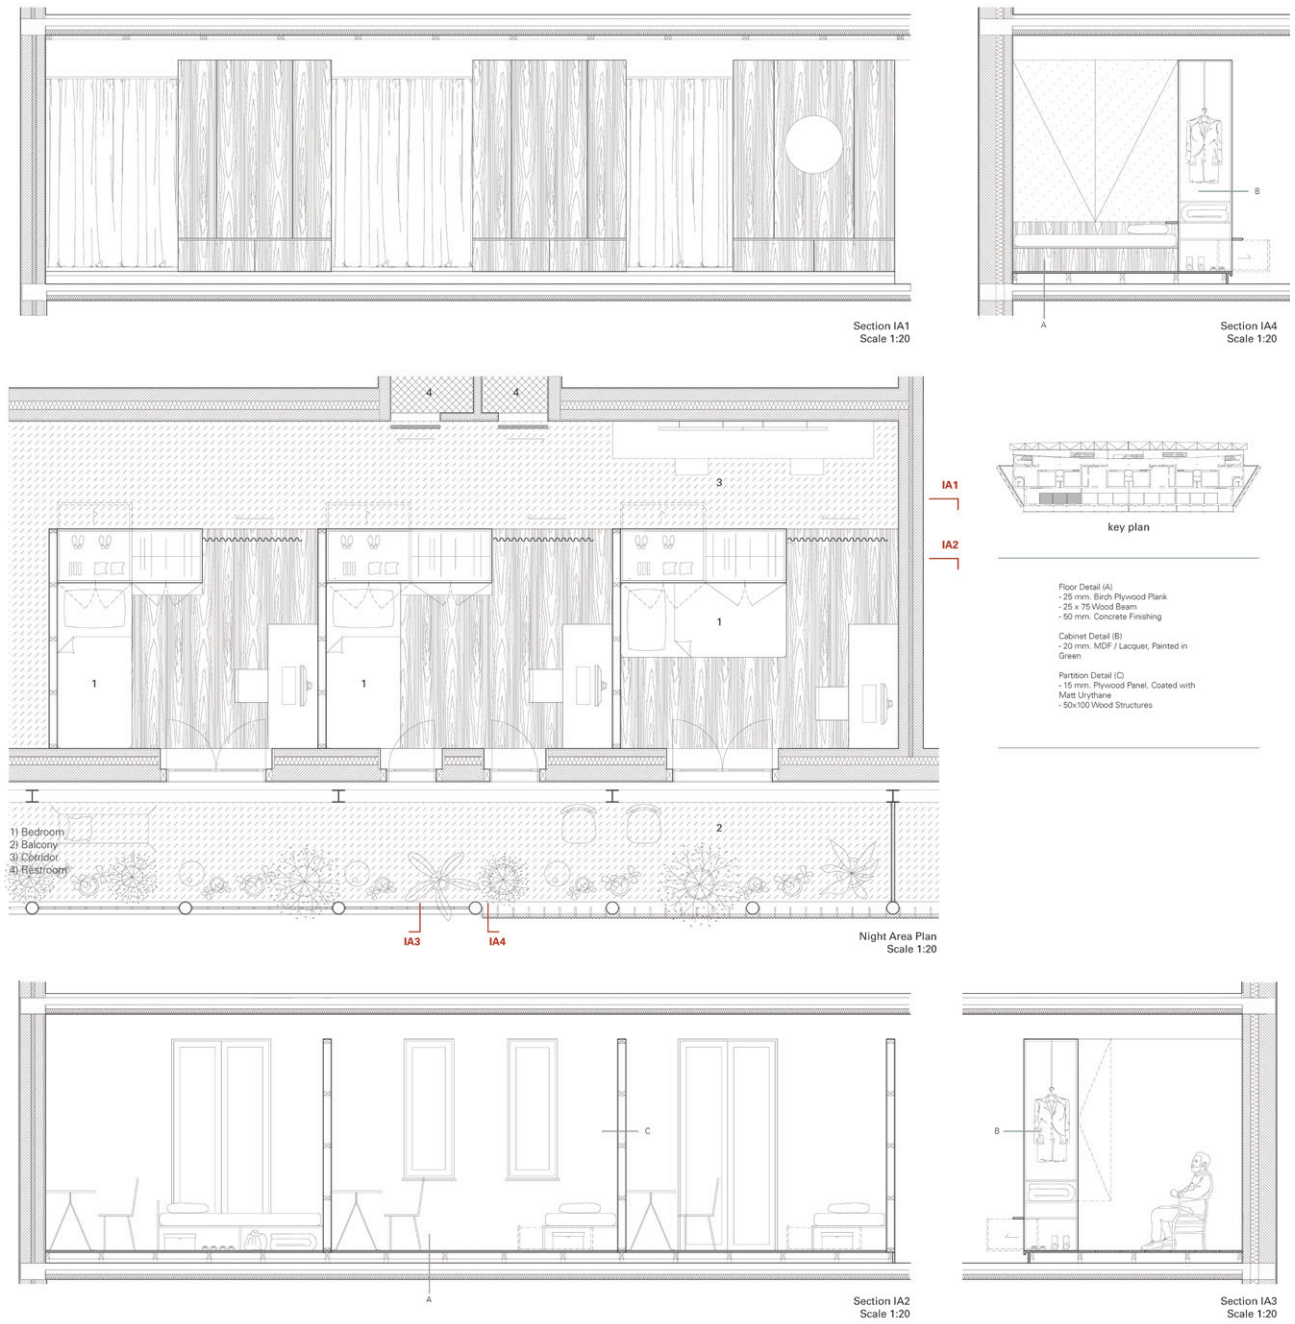 B
A
Section IA1
Scale 1:20
Section IA4
Scale 1:20
4
4
3
IA1
IA2
key plan
Floor Detail (A)
- 25 mm. Birch Plywood Plank
- 25 x 75 Wood Beam
- 50 mm. Concrete Finishing
Cabinet Detail (B)
- 20 mm. MDF / Lacquer, Painted in
Green
Partition Detail (C)
- 15 mm. Plywood Panel, Coated with
Matt Urythane
- 50x100 Wood Structures
1
1
1
2
1) Bedroom
2) Balcony
3) Corridor
4) Restroom
IA3
IA4
Night Area Plan
Scale 1:20
C
B
A
Section IA2
Scale 1:20
Section IA3
Scale 1:20